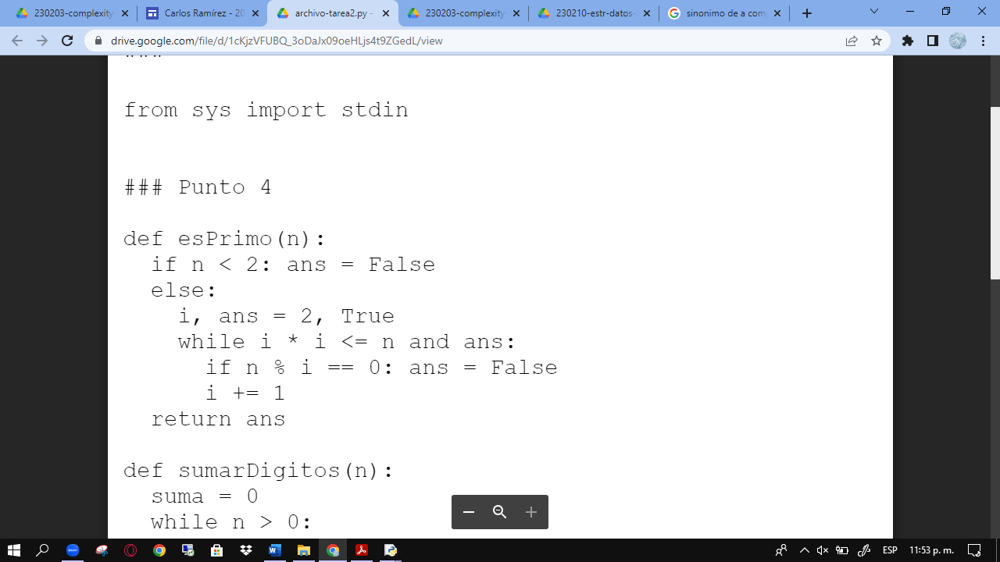 230203-complexity
Carlos Ramírez - 20
archivo-tarea2.py -
230203-complexity
230210-estr-datos-
sinonimo de a com
drive.google.com/file/d/1cKjzVFUBQ_3oDaJx09oeHLjs4t9ZGedL/view
from sys import stdin
### Punto 4
def esPrimo(n):
  if n < 2: ans = False
  else:
    i, ans = 2, True
    while i * i <= n and ans:
      if n % i == 0: ans = False
      i += 1
  return ans
def sumarDigitos(n):
  suma = 0
  while n > 0:
ESP
11:53 p. m.